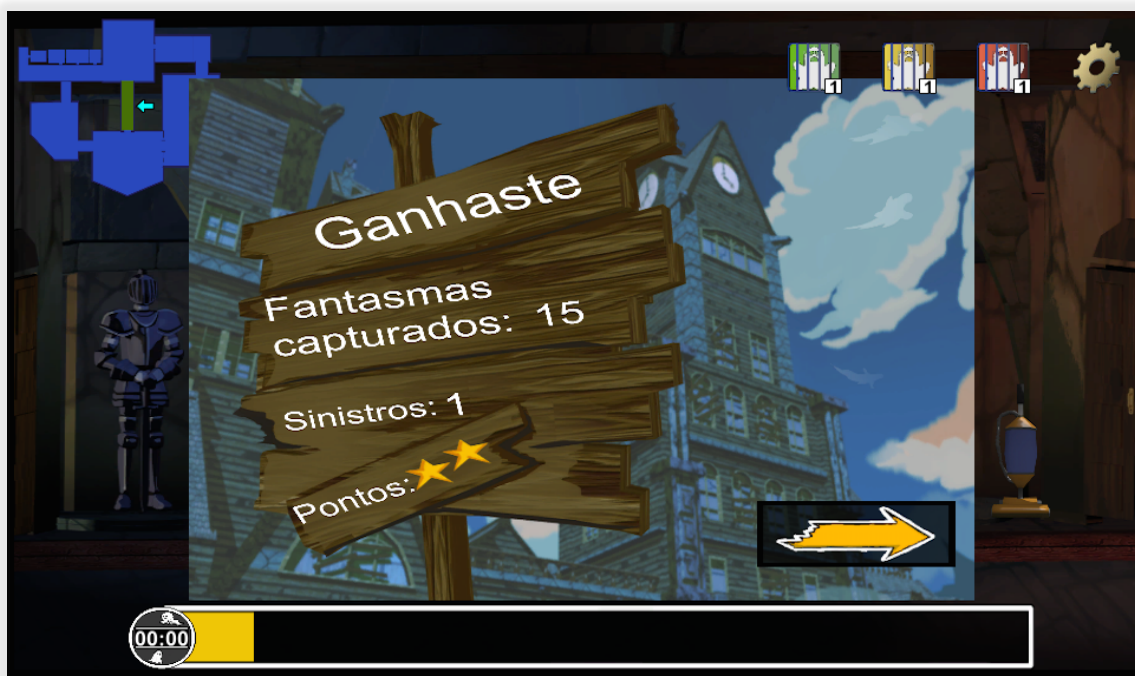 1
1
1
Ganhaste
Fantasmas
capturados: 15
Sinistros: 1
Pontos:
00:00